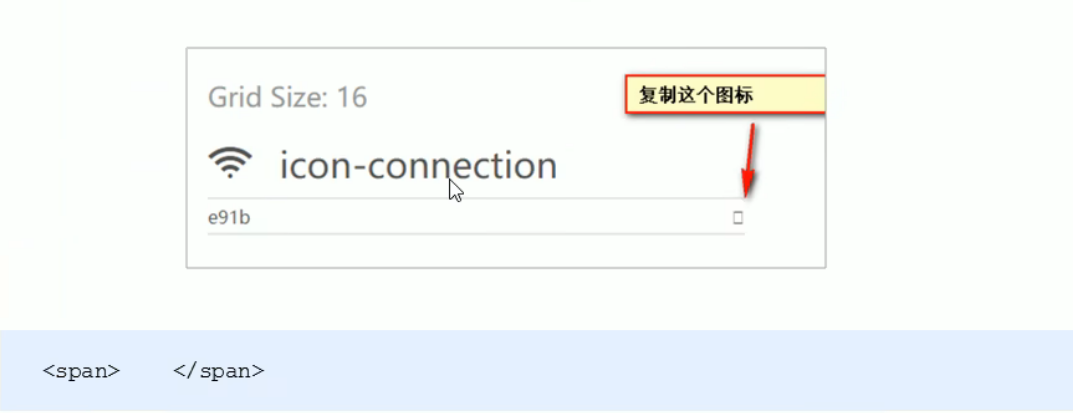 Grid Size: 16
复制这个图标
icon-connection
e91b
<span>    </span>